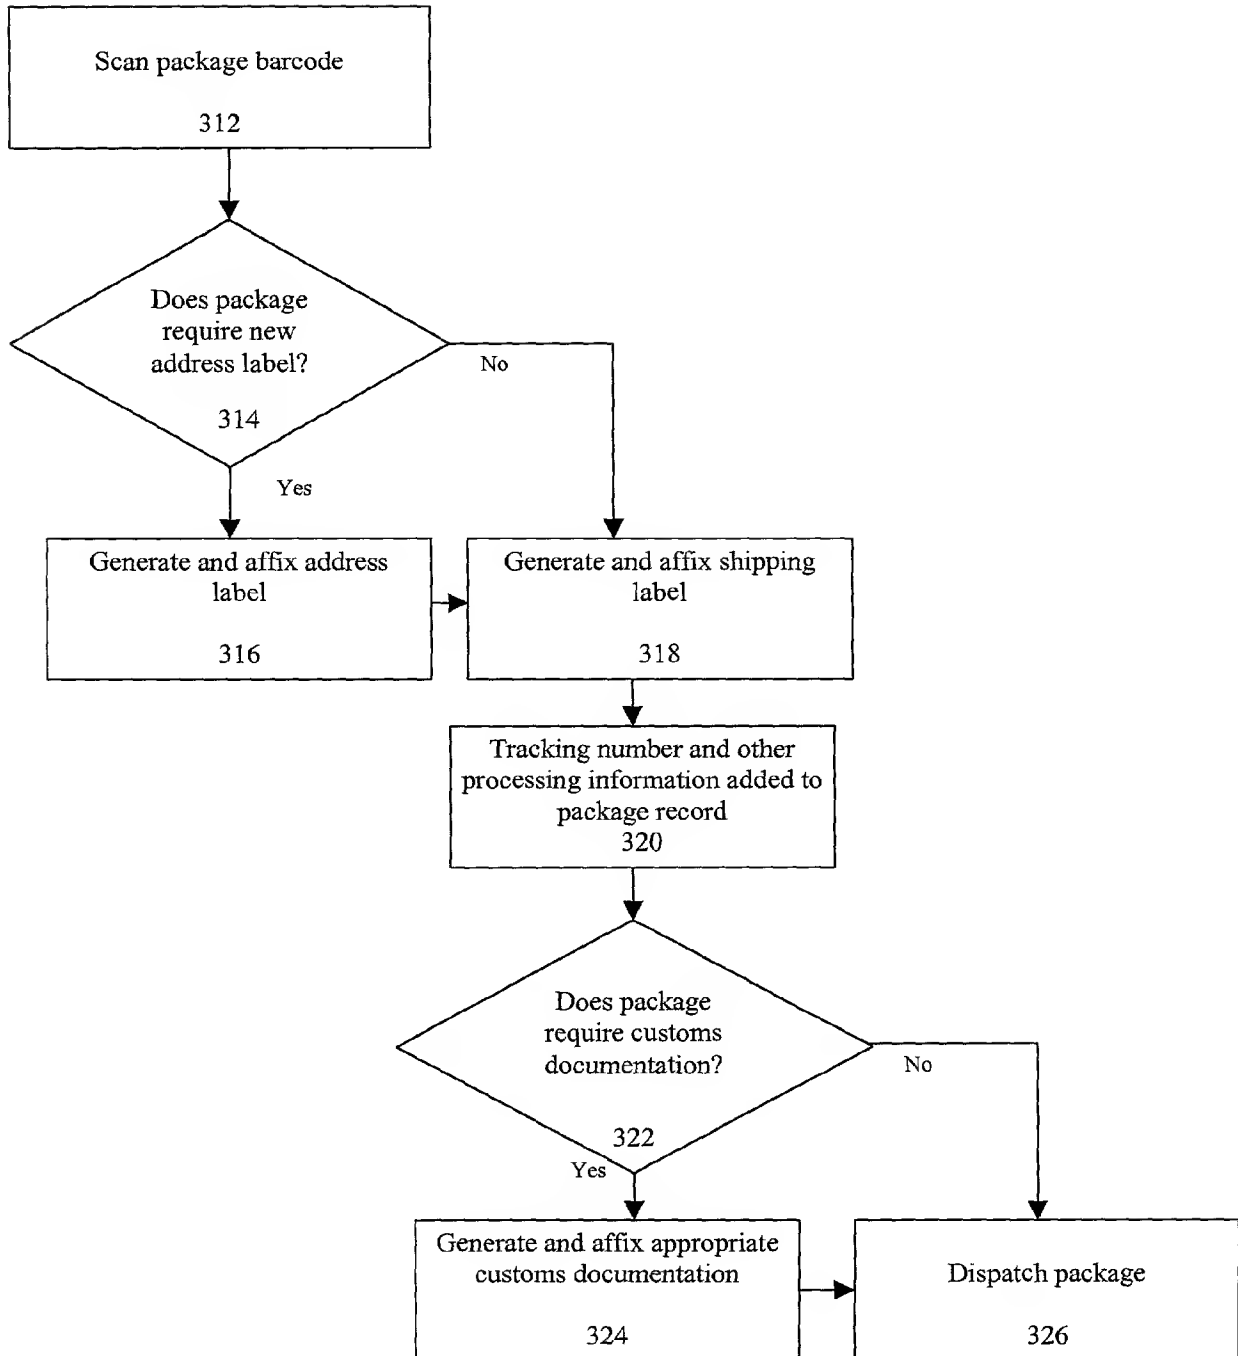 Scan package barcode
312
Does package
require new
address label?
314
No
Yes
Generate and affix address
label
316
Generate and affix shipping
label
318
Tracking number and other
processing information added to
package record
320
Does package
require customs
documentation?
322
No
Yes
Generate and affix appropriate
customs documentation
324
Dispatch package
326